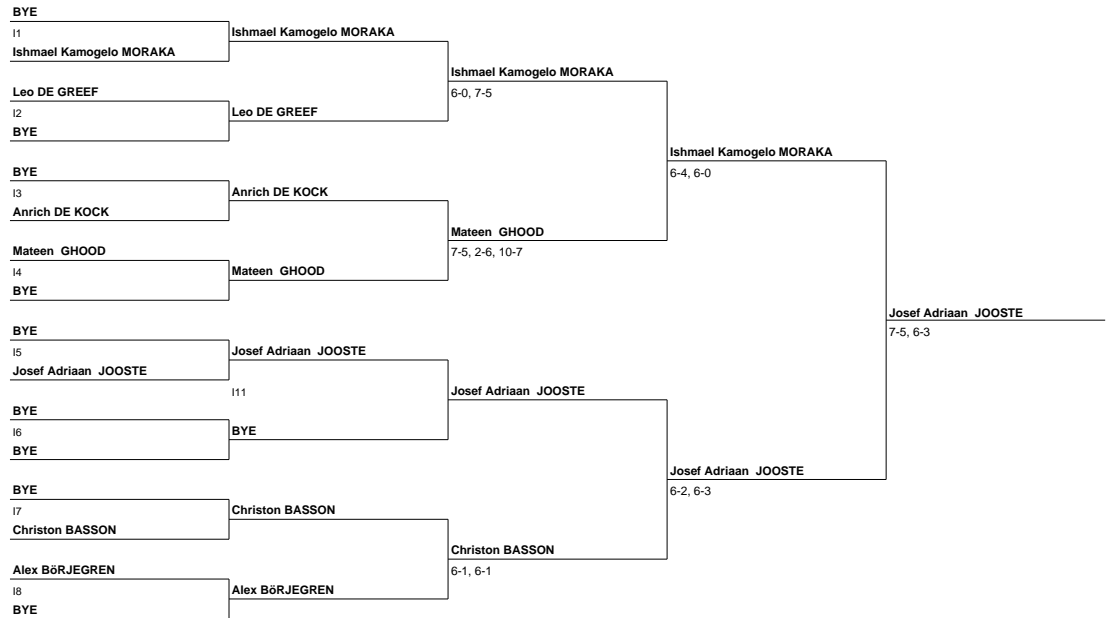 BYE
I1
Ishmael Kamogelo MORAKA
Leo DE GREEF
I2
BYE
BYE
I3
Anrich DE KOCK
Mateen GHOOD
I4
BYE
BYE
I5
Josef Adriaan JOOSTE
BYE
I6
BYE
BYE
I7
Christon BASSON
Alex BöRJEGREN
I8
BYE
Ishmael Kamogelo MORAKA
Leo DE GREEF
Anrich DE KOCK
Mateen GHOOD
Josef Adriaan JOOSTE
I11
BYE
Christon BASSON
Alex BöRJEGREN
Ishmael Kamogelo MORAKA
6-0, 7-5
Mateen GHOOD
7-5, 2-6, 10-7
Josef Adriaan JOOSTE
Christon BASSON
6-1, 6-1
Ishmael Kamogelo MORAKA
6-4, 6-0
Josef Adriaan JOOSTE
6-2, 6-3
Josef Adriaan JOOSTE
7-5, 6-3